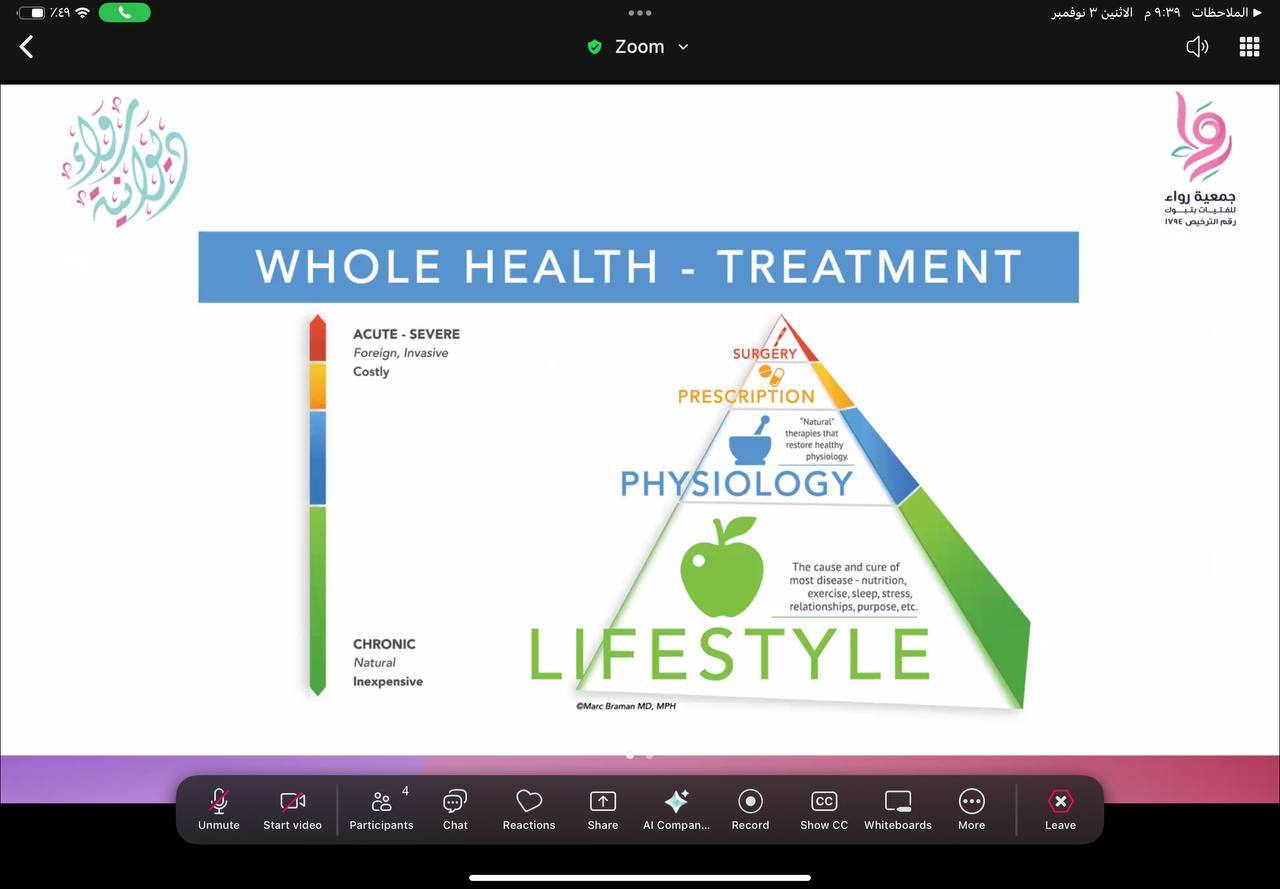 ٪٤٩
◀ الملاحظات ٩:٣٩ م الاثنين ٣ نوفمبر
Zoom
ديوانية رواء
جمعية رواء
للفتيات بتبوك
رقم الترخيص ١٧٩٤
WHOLE HEALTH - TREATMENT
ACUTE - SEVERE
Foreign, Invasive
Costly
CHRONIC
Natural
Inexpensive
SURGERY
PRESCRIPTION
"Natural"
therapies that
restore healthy
physiology.
PHYSIOLOGY
The cause and cure of
most disease - nutrition,
exercise, sleep, stress,
relationships, purpose, etc.
LIFESTYLE
©Marc Braman MD, MPH
4
Unmute Start video Participants Chat Reactions Share AI Compan... Record Show CC Whiteboards More Leave